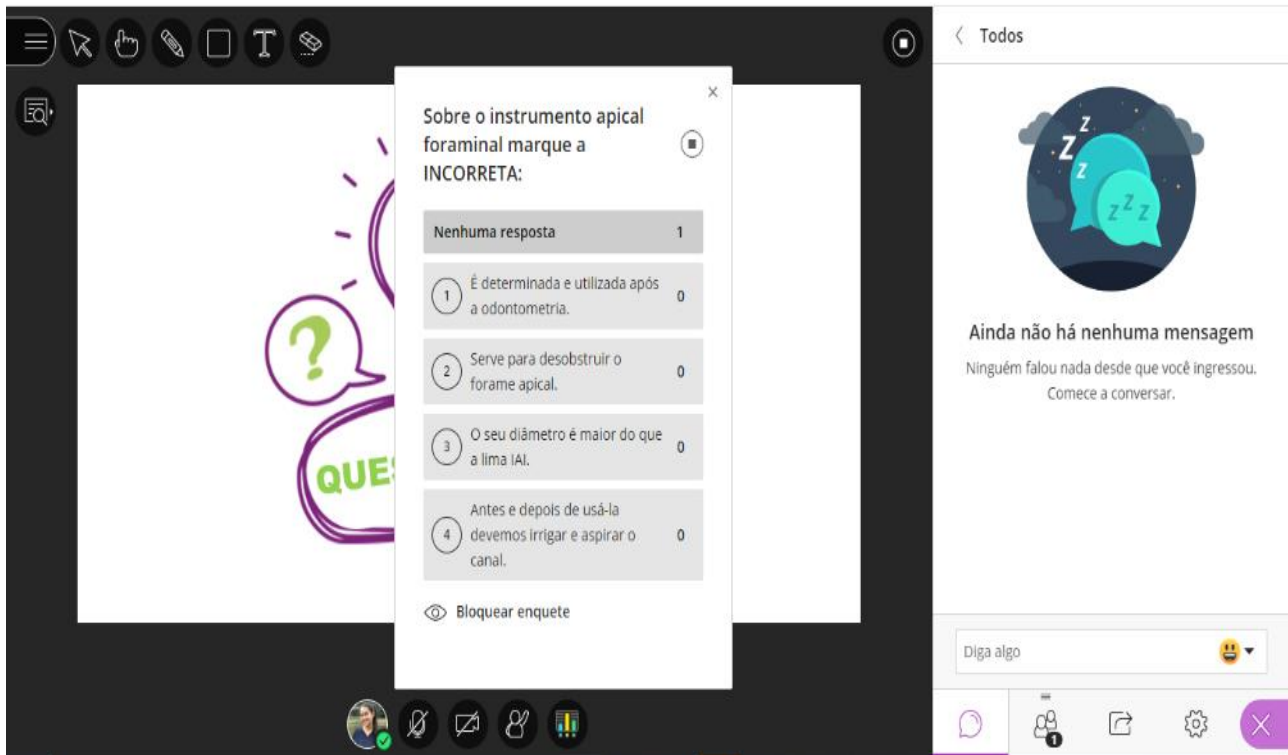 Sobre o instrumento apical
foraminal marque a
INCORRETA:
Nenhuma resposta 1
1 É determinada e utilizada após
a odontometria. 0
2 Serve para desobstruir o
forame apical. 0
3 O seu diâmetro é maior do que
a lima IAI. 0
4 Antes e depois de usá-la
devemos irrigar e aspirar o
canal. 0
Bloquear enquete
?
QUES
Todos
z z z
z z z
Ainda não há nenhuma mensagem
Ninguém falou nada desde que você ingressou.
Comece a conversar.
Diga algo
1